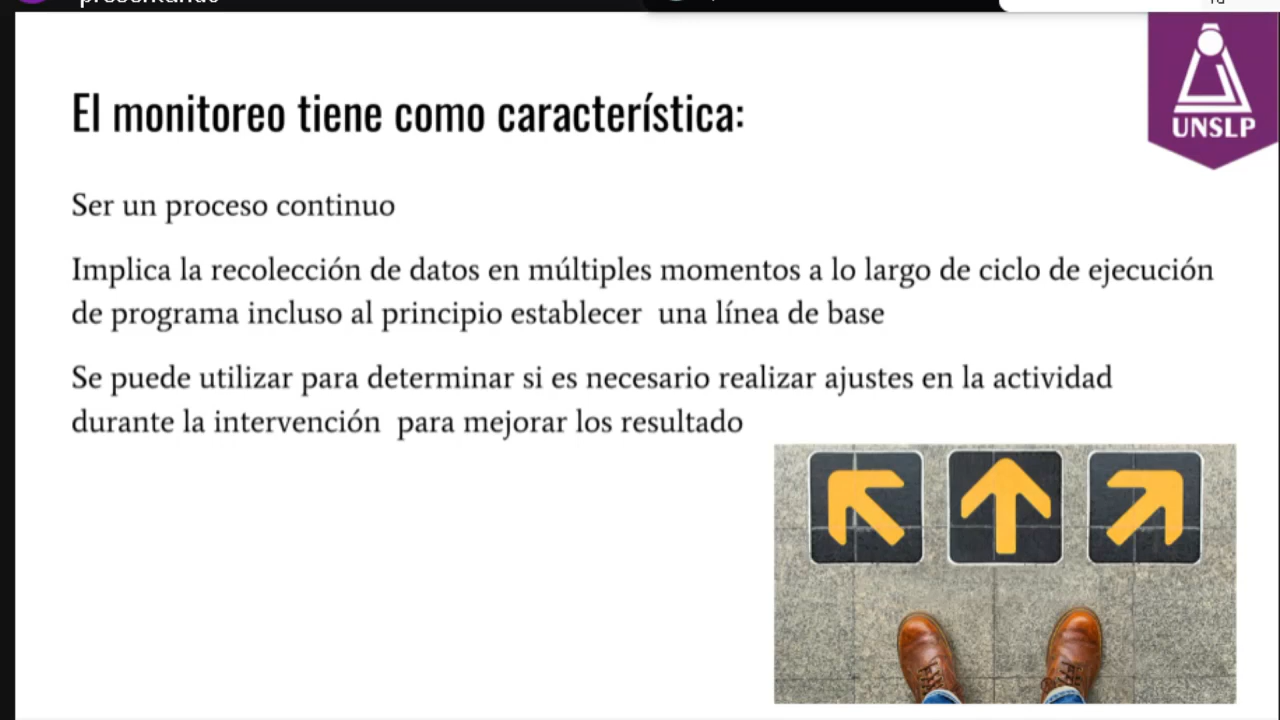 El monitoreo tiene como característica:
UNSLP
Ser un proceso continuo
Implica la recolección de datos en múltiples momentos a lo largo de ciclo de ejecución
de programa incluso al principio establecer una línea de base
Se puede utilizar para determinar si es necesario realizar ajustes en la actividad
durante la intervención para mejorar los resultado